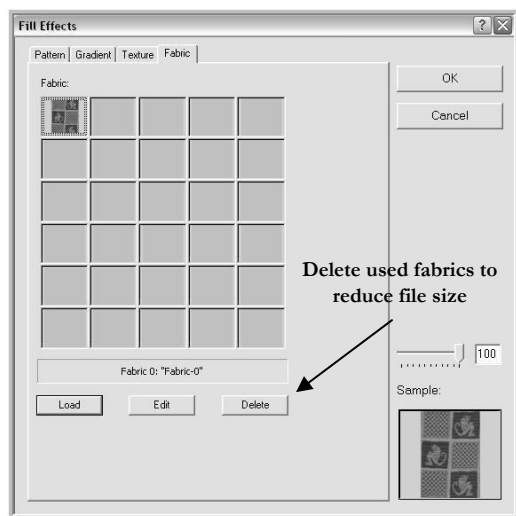 Fill Effects
Pattern Gradient Texture Fabric
Fabric:
OK
Cancel
Delete used fabrics to
reduce file size
100
Fabric 0: "Fabric-0"
Load Edit Delete
Sample: